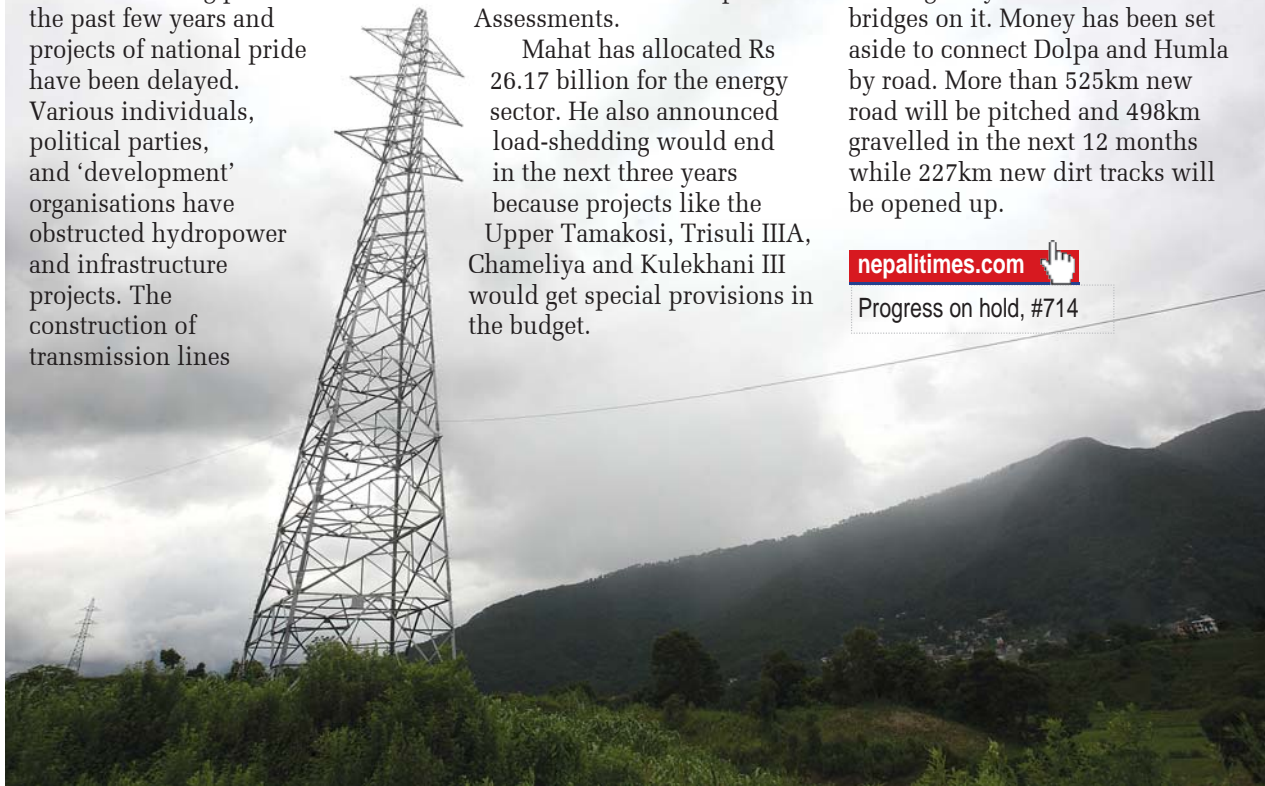 the past few years and
projects of national pride
have been delayed.
Various individuals,
political parties,
and ‘development’
organisations have
obstructed hydropower
and infrastructure
projects. The
construction of
transmission lines
Assessments.
Mahat has allocated Rs
26.17 billion for the energy
sector. He also announced
load-shedding would end
in the next three years
because projects like the
Upper Tamakosi, Trisuli IIIA,
Chameliya and Kulekhani III
would get special provisions in
the budget.
bridges on it. Money has been set
aside to connect Dolpa and Humla
by road. More than 525km new
road will be pitched and 498km
gravelled in the next 12 months
while 227km new dirt tracks will
be opened up.
nepalitimes.com
Progress on hold, #714